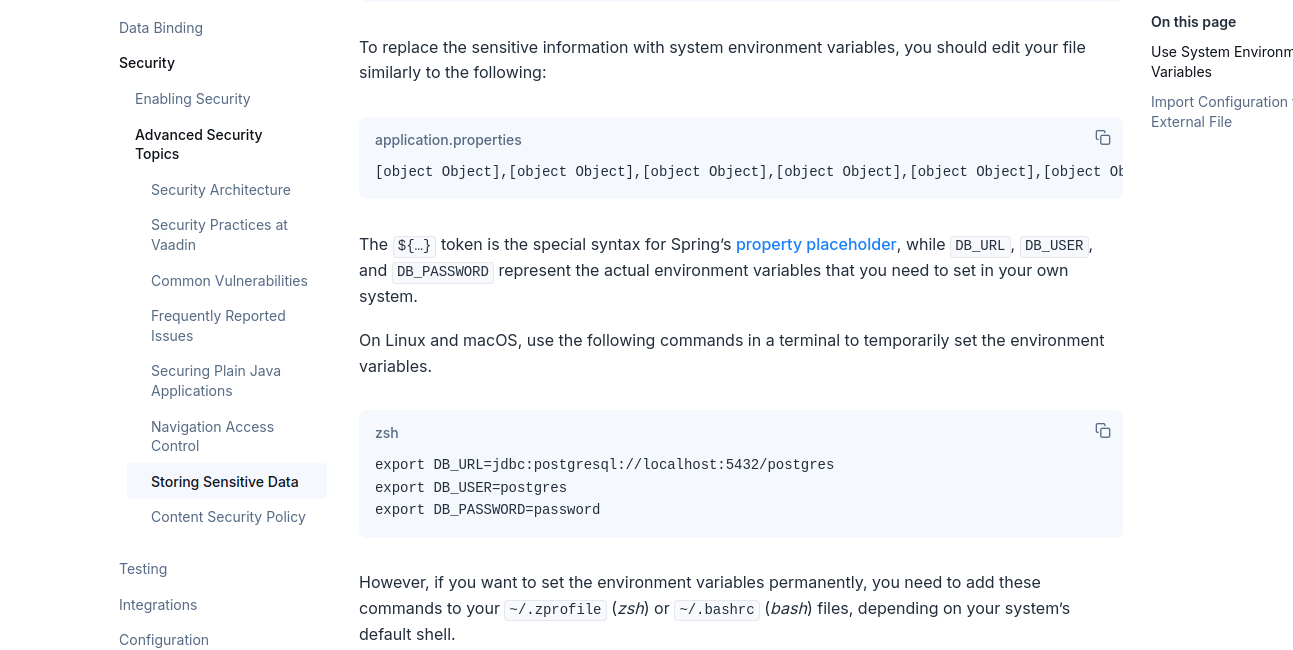 Data Binding
Security
Enabling Security
Advanced Security
Topics
Security Architecture
Security Practices at
Vaadin
Common Vulnerabilities
Frequently Reported
Issues
Securing Plain Java
Applications
Navigation Access
Control
Storing Sensitive Data
Content Security Policy
Testing
Integrations
Configuration
To replace the sensitive information with system environment variables, you should edit your file
similarly to the following:
application.properties
[object Object],[object Object],[object Object],[object Object],[object Object],[object Ob
The ${…} token is the special syntax for Spring’s property placeholder, while DB_URL, DB_USER,
and DB_PASSWORD represent the actual environment variables that you need to set in your own
system.
On Linux and macOS, use the following commands in a terminal to temporarily set the environment
variables.
zsh
export DB_URL=jdbc:postgresql://localhost:5432/postgres
export DB_USER=postgres
export DB_PASSWORD=password
However, if you want to set the environment variables permanently, you need to add these
commands to your ~/.zprofile (zsh) or ~/.bashrc (bash) files, depending on your system’s
default shell.
On this page
Use System Environm
Variables
Import Configuration
External File